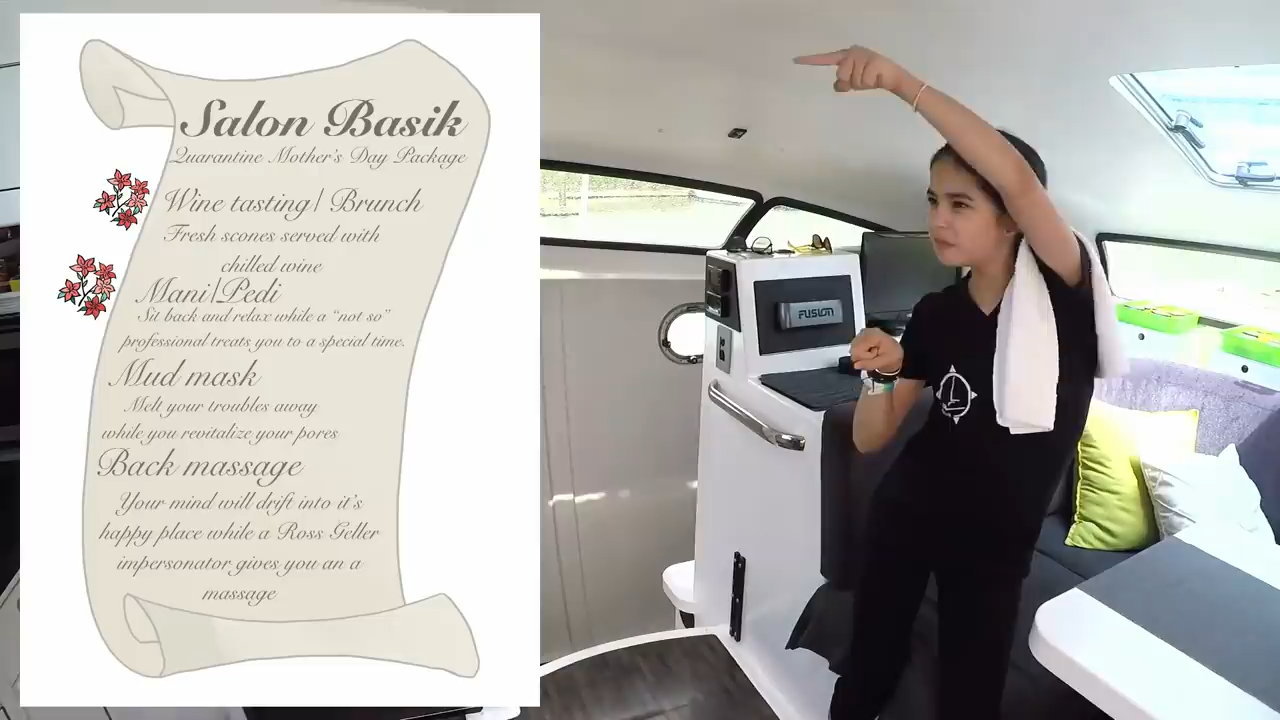 Salon Basik
Quarantine Mother's Day Package
Wine tasting| Brunch
Fresh scones served with
chilled wine
Mani|Pedi
Sit back and relax while a "not so"
professional treats you to a special time.
Mud mask
Melt your troubles away
while you revitalize your pores
Back massage
Your mind will drift into it's
happy place while a Ross Geller
impersonator gives you an a
massage
FUSION